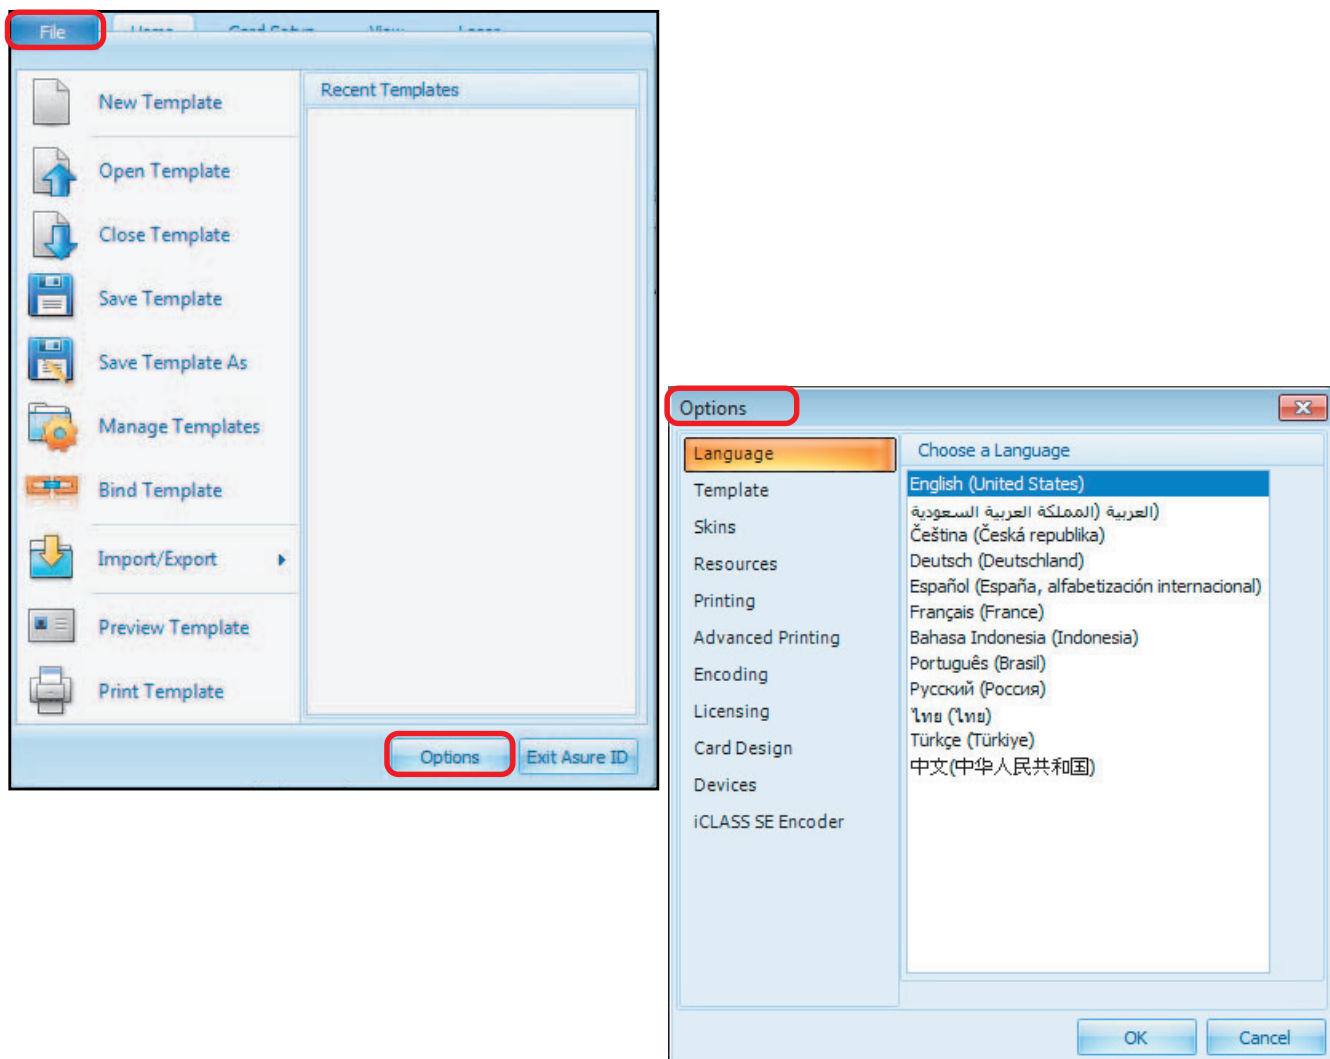 File
New Template
Open Template
Close Template
Save Template
Save Template As
Manage Templates
Bind Template
Import/Export
Preview Template
Print Template
Recent Templates
Options
Exit Asure ID
Options
Language
Template
Skins
Resources
Printing
Advanced Printing
Encoding
Licensing
Card Design
Devices
iCLASS SE Encoder
Choose a Language
English (United States)
العربية (المملكة العربية السعودية)
Čeština (Česká republika)
Deutsch (Deutschland)
Español (España, alfabetización internacional)
Français (France)
Bahasa Indonesia (Indonesia)
Português (Brasil)
Русский (Россия)
ไทย (ไทย)
Türkçe (Türkiye)
中文(中华人民共和国)
OK
Cancel